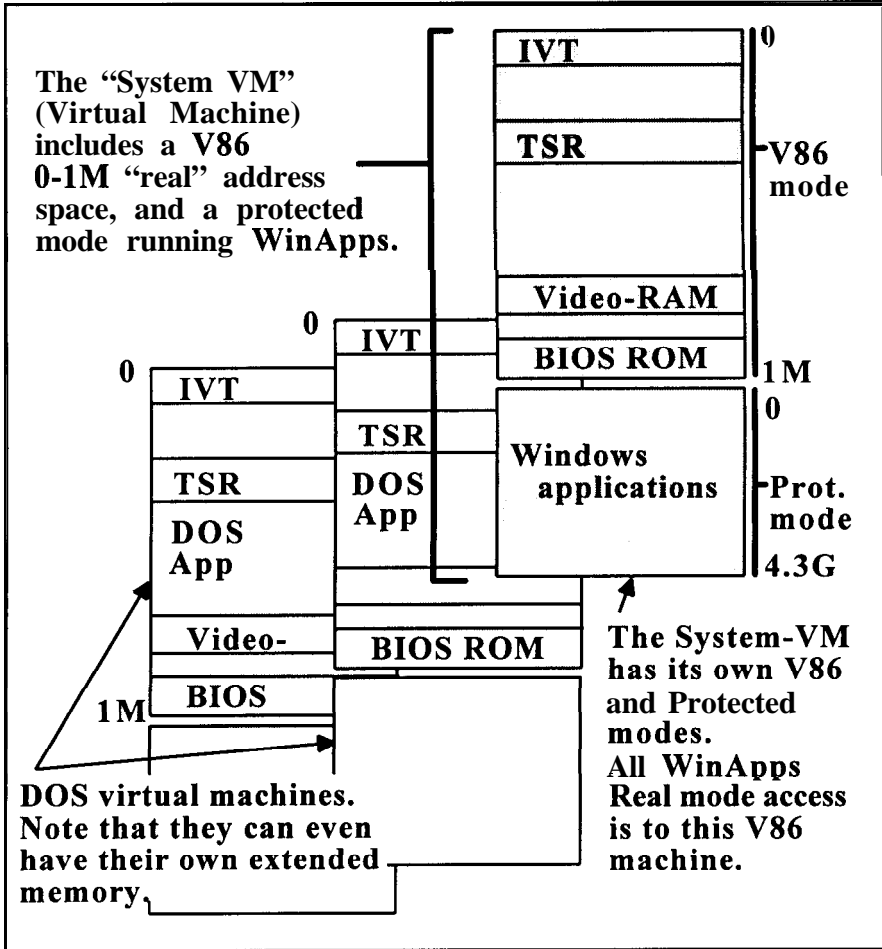 The “System VM”
(Virtual Machine)
includes a V86
0-1M “real” address
space, and a protected
mode running WinApps.
0
IVT
TSR
V86
mode
Video-RAM
BIOS ROM
1M
0
Windows
applications
Prot.
mode
4.3G
0
IVT
TSR
DOS
App
BIOS ROM
0
IVT
TSR
DOS
App
Video-
BIOS
1M
The System-VM
has its own V86
and Protected
modes.
All WinApps
Real mode access
is to this V86
machine.
DOS virtual machines.
Note that they can even
have their own extended
memory.